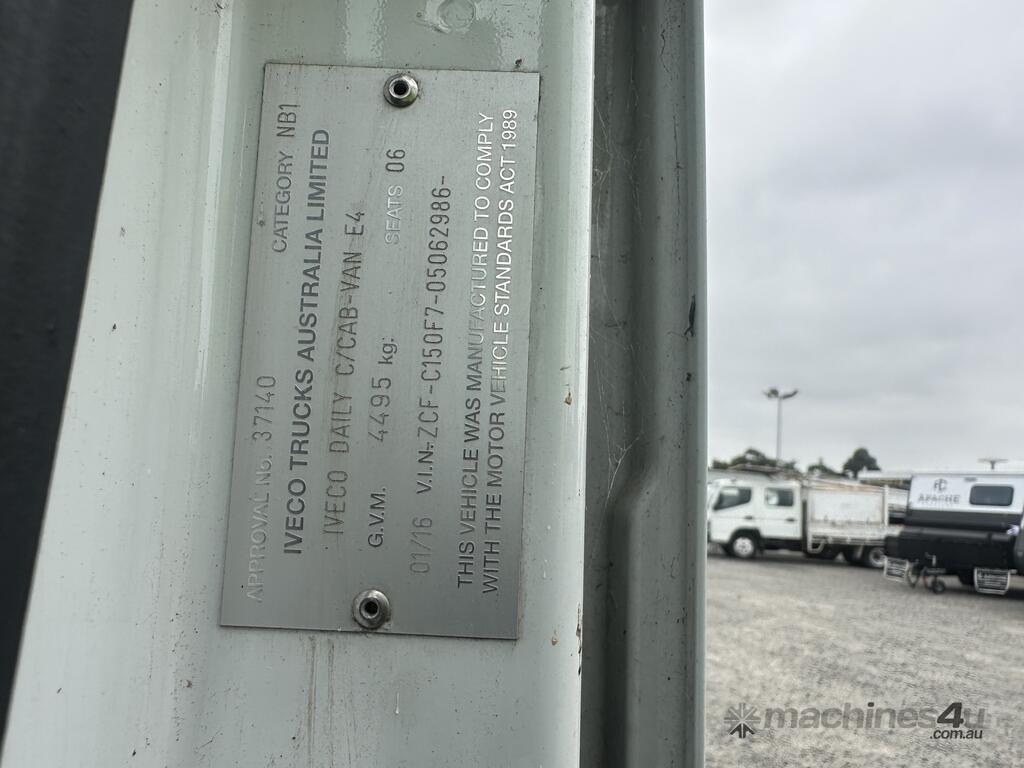 APPROVAL No. 37140 CATEGORY NB1
IVECO TRUCKS AUSTRALIA LIMITED
IVECO DAILY C/CAB-VAN E4
G.V.M. 4495 kg: SEATS 06
01/16 V.I.N-ZCF-C150F7-05062986-
THIS VEHICLE WAS MANUFACTURED TO COMPLY
WITH THE MOTOR VEHICLE STANDARDS ACT 1989
APACHE
machines4u
.com.au